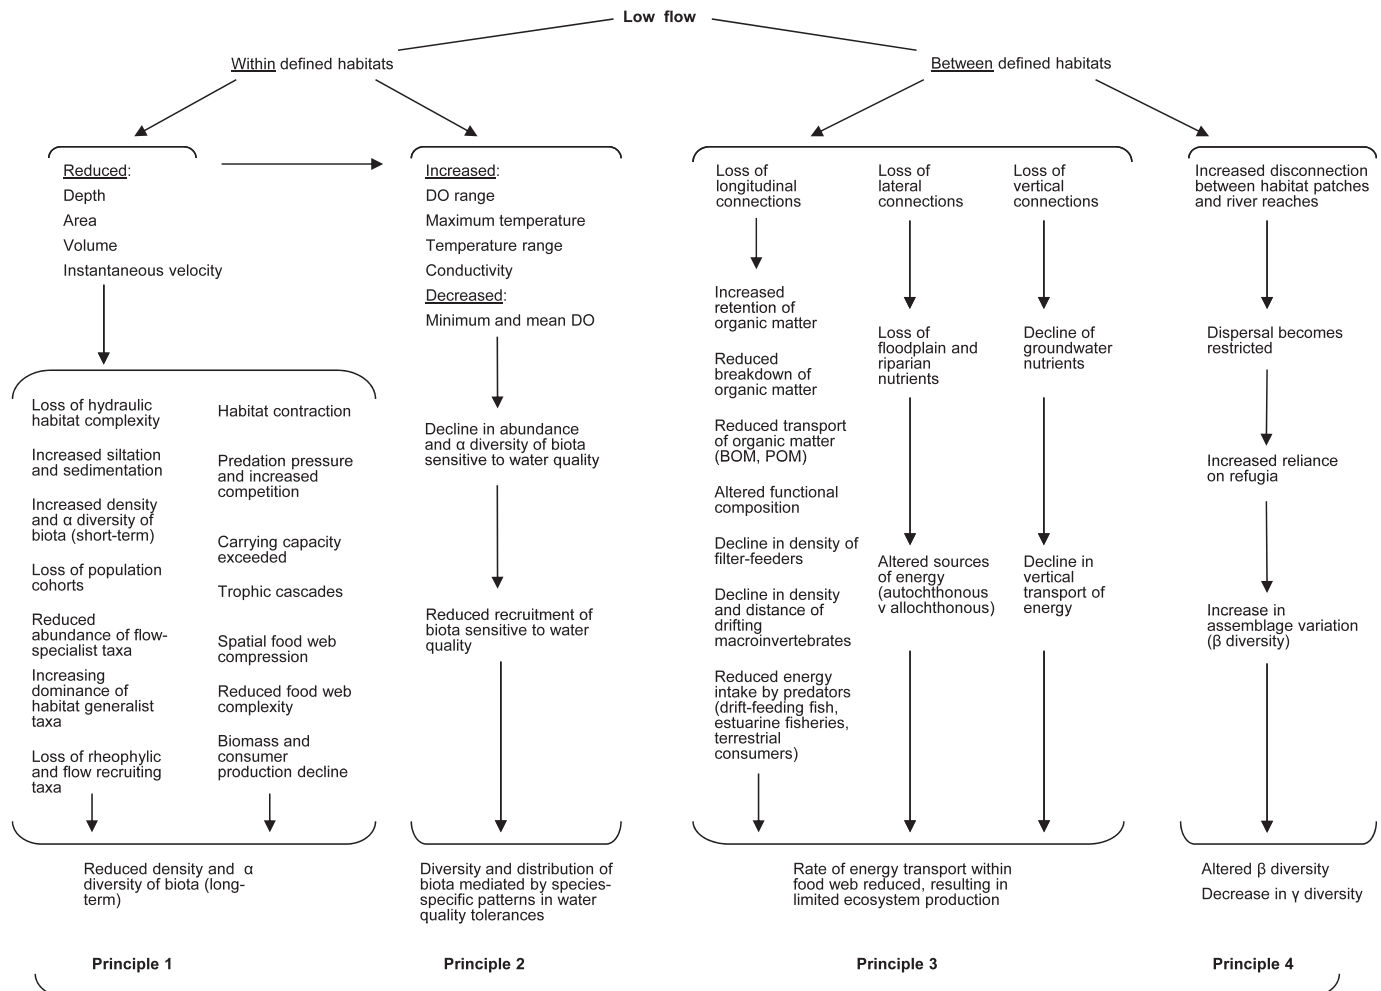 Low flow
Within defined habitats
Between defined habitats
Reduced:
Depth
Area
Volume
Instantaneous velocity
Increased:
DO range
Maximum temperature
Temperature range
Conductivity
Decreased:
Minimum and mean DO
Loss of
longitudinal
connections
Loss of
lateral
connections
Loss of
vertical
connections
Increased disconnection
between habitat patches
and river reaches
Loss of hydraulic
habitat complexity
Increased siltation
and sedimentation
Increased density
and α diversity of
biota (short-term)
Loss of population
cohorts
Reduced
abundance of flow-
specialist taxa
Increasing
dominance of
habitat generalist
taxa
Loss of rheophylic
and flow recruiting
taxa
Habitat contraction
Predation pressure
and increased
competition
Carrying capacity
exceeded
Trophic cascades
Spatial food web
compression
Reduced food web
complexity
Biomass and
consumer
production decline
Decline in abundance
and α diversity of biota
sensitive to water quality
Reduced recruitment of
biota sensitive to water
quality
Increased
retention of
organic matter
Reduced
breakdown of
organic matter
Reduced transport
of organic matter
(BOM, POM)
Altered functional
composition
Decline in density of
filter-feeders
Decline in density
and distance of
drifting
macroinvertebrates
Reduced energy
intake by predators
(drift-feeding fish,
estuarine fisheries,
terrestrial
consumers)
Loss of
floodplain and
riparian
nutrients
Altered sources
of energy
(autochthonous
v allochthonous)
Decline of
groundwater
nutrients
Decline in
vertical
transport of
energy
Dispersal becomes
restricted
Increased reliance
on refugia
Increase in
assemblage variation
(β diversity)
Reduced density and α
diversity of biota (long-
term)
Diversity and distribution of
biota mediated by species-
specific patterns in water
quality tolerances
Rate of energy transport within
food web reduced, resulting in
limited ecosystem production
Altered β diversity
Decrease in γ diversity
Principle 1
Principle 2
Principle 3
Principle 4